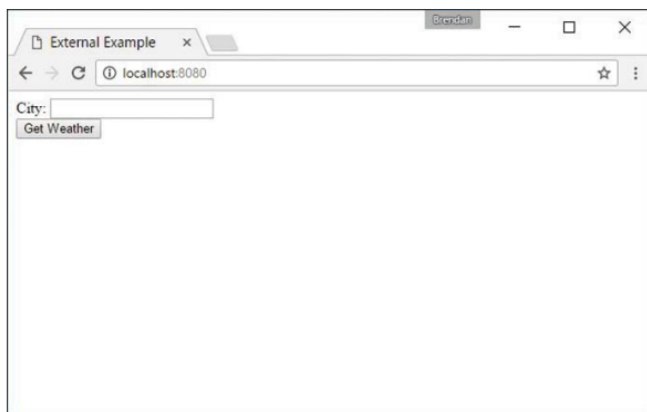 Brendan
External Example
localhost:8080
City:
Get Weather